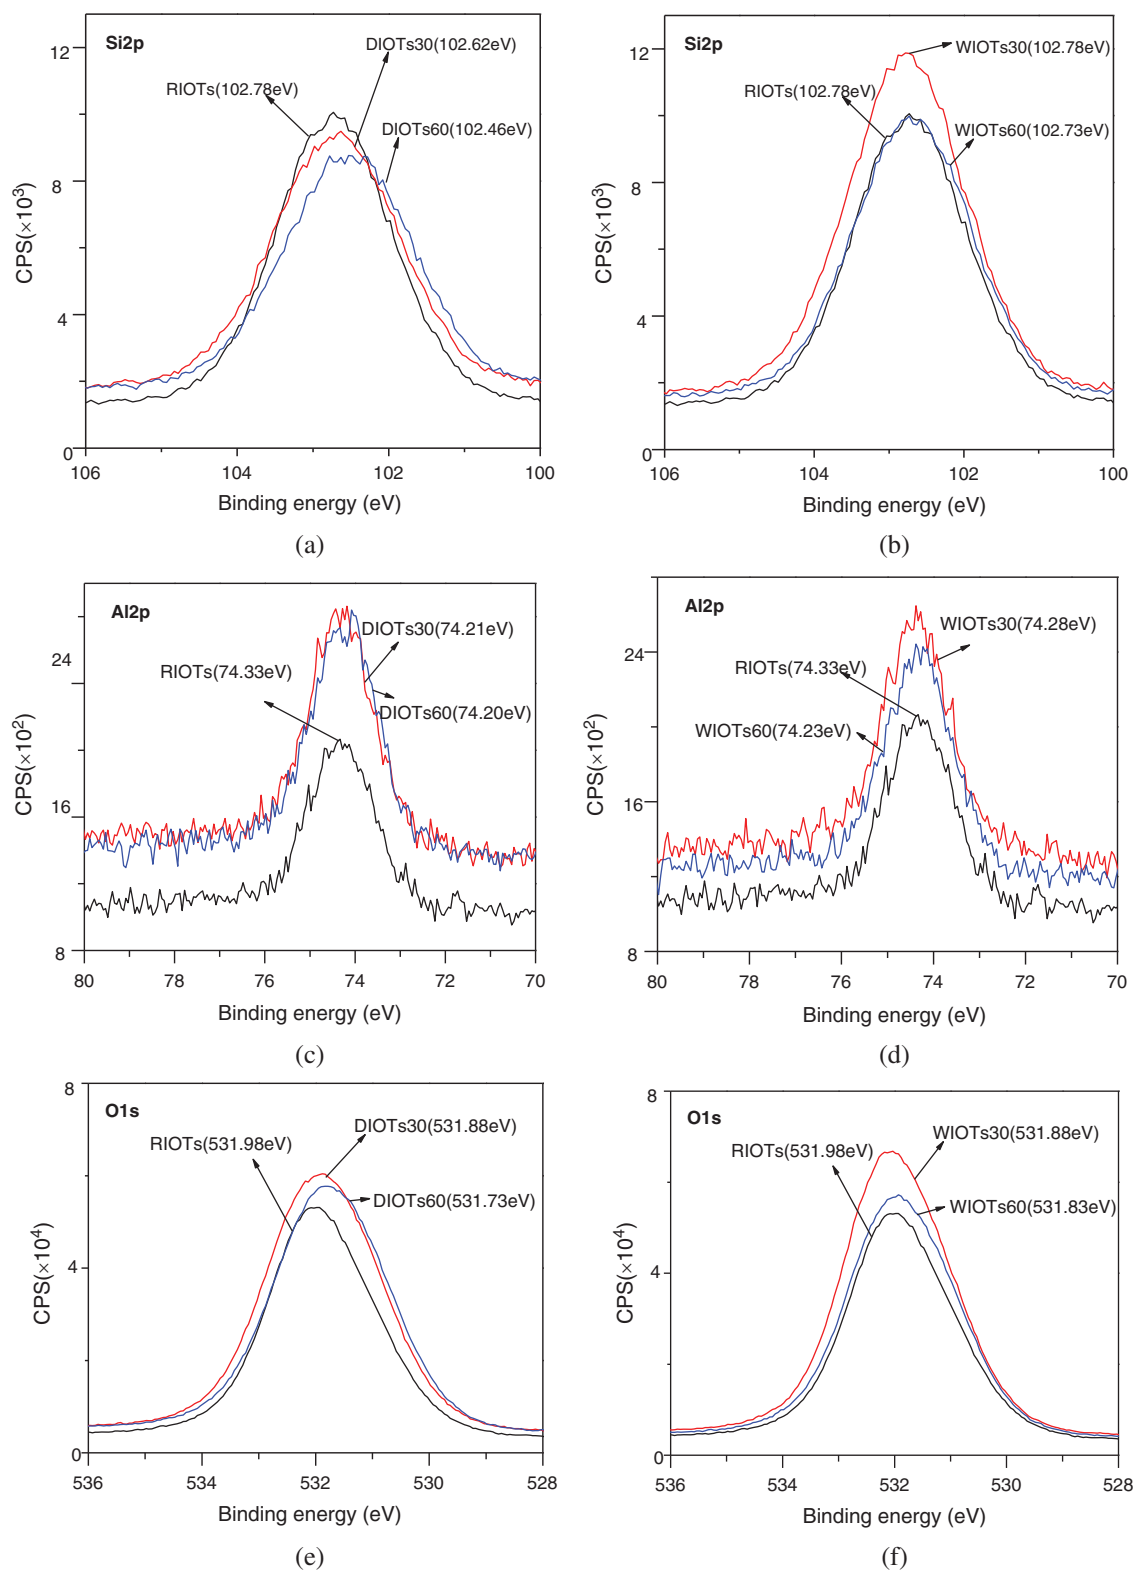 Si2p
DIOTs30(102.62eV)
RIOTs(102.78eV)
DIOTs60(102.46eV)
12
8
4
0
CPS(×10³)
106 104 102 100
Binding energy (eV)
(a)
Si2p
WIOTs30(102.78eV)
RIOTs(102.78eV)
WIOTs60(102.73eV)
12
8
4
0
CPS(×10³)
106 104 102 100
Binding energy (eV)
(b)
Al2p
DIOTs30(74.21eV)
RIOTs(74.33eV)
DIOTs60(74.20eV)
24
16
8
CPS(×10²)
80 78 76 74 72 70
Binding energy (eV)
(c)
Al2p
WIOTs30(74.28eV)
RIOTs(74.33eV)
WIOTs60(74.23eV)
24
16
8
CPS(×10²)
80 78 76 74 72 70
Binding energy (eV)
(d)
O1s
DIOTs30(531.88eV)
RIOTs(531.98eV)
DIOTs60(531.73eV)
8
4
0
CPS(×10⁴)
536 534 532 530 528
Binding energy (eV)
(e)
O1s
WIOTs30(531.88eV)
RIOTs(531.98eV)
WIOTs60(531.83eV)
8
4
0
CPS(×10⁴)
536 534 532 530 528
Binding energy (eV)
(f)